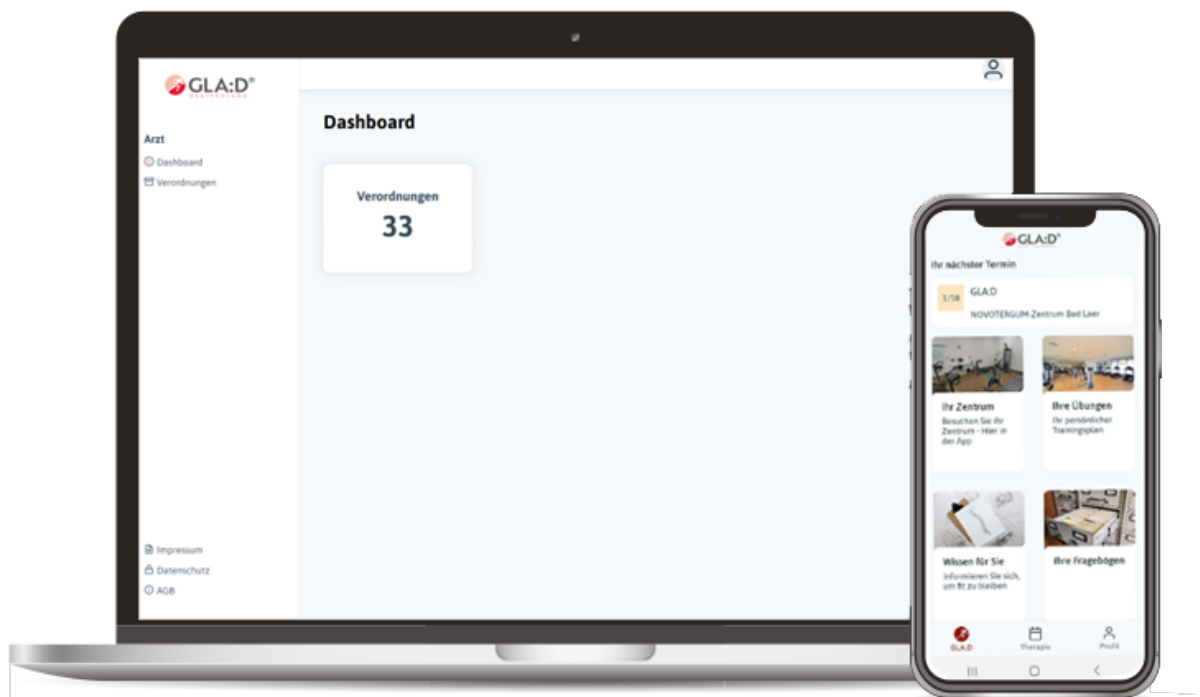 GLA:D®
DEUTSCHLAND
Arzt
Dashboard
Verordnungen
Impressum
Datenschutz
AGB
Dashboard
Verordnungen
33
GLA:D®
Ihr nächster Termin
GLA:D
NOVOTERGUM-Zentrum Bad Laer
Ihr Zentrum
Besuchen Sie Ihr
Zentrum - Hier in
der App
Ihre Übungen
Ihr persönlicher
Trainingsplan
Wissen für Sie
Informieren Sie sich,
um fit zu bleiben
Ihre Fragebögen
GLA:D
Therapie
Profil